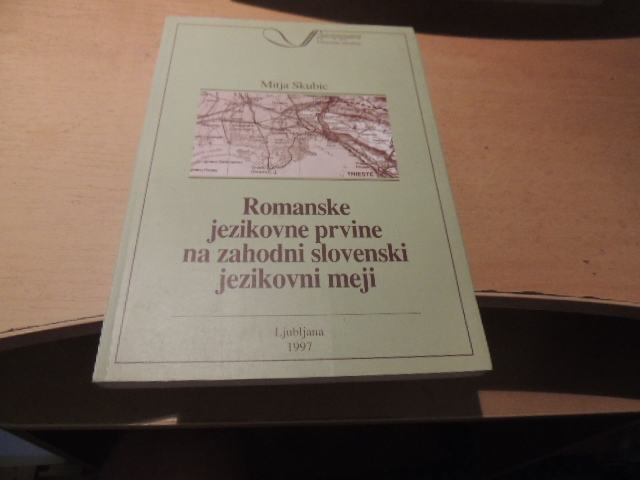 Mitja Skubic
TRIESTE
Romanske
jezikovne prvine
na zahodni slovenski
jezikovni meji
Ljubljana
1997